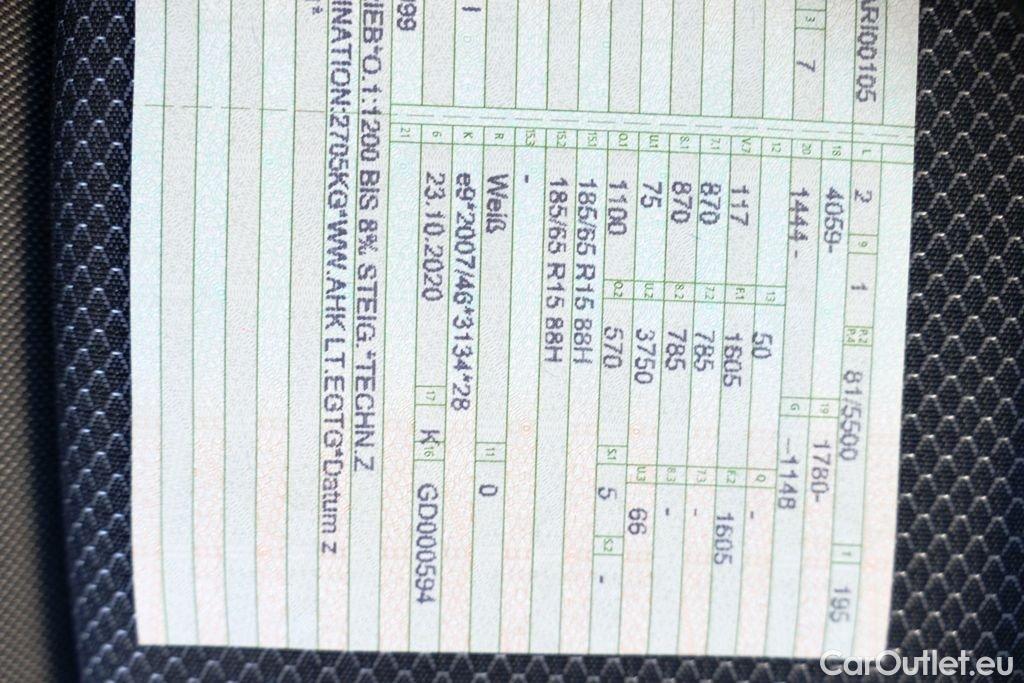 ARI00105
3 7
L 2 9 1 P.2 P.4 81/5500 T 195
18 4059- 19 1780-
20 1444- G --1148
12 13 50 Q -
V.7 117 F.1 1605 F.2 1605
7.1 870 7.2 785 7.3 -
8.1 870 8.2 785 8.3 -
U.1 75 U.2 3750 U.3 66
O.1 1100 O.2 570 S.1 5 S.2 -
15.1 185/65 R15 88H
15.2 185/65 R15 88H
15.3 -
R Weiß 11 0
K e9*2007/46*3134*28
6 23.10.2020 17 K 16 GD000594
21
99
IEB*O.1:1200 BIS 8% STEIG.*TECHN.Z
INATION:2705KG*WW.AHK LT.EGTG*Datum z
CarOutlet.eu